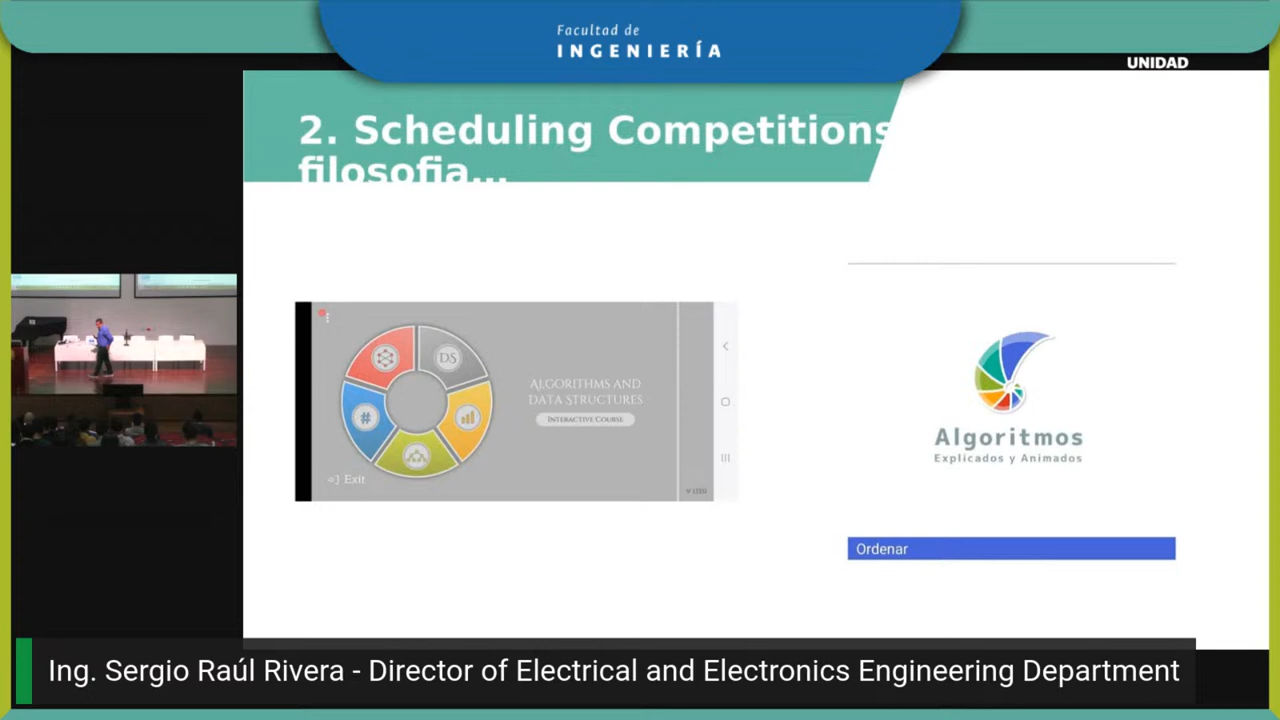 Facultad de
INGENIERÍA
UNIDAD
2. Scheduling Competitions
filosofia...
DS
#
ALGORITHMS AND
DATA STRUCTURES
INTERACTIVE COURSE
Exit
Algoritmos
Explicados y Animados
Ordenar
Ing. Sergio Raúl Rivera - Director of Electrical and Electronics Engineering Department